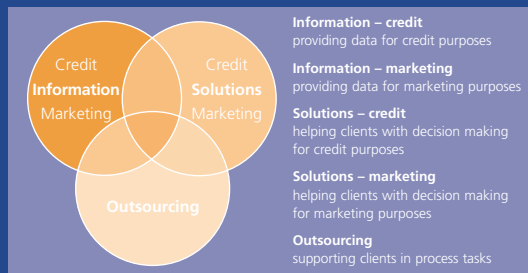 Credit
Information
Marketing
Credit
Solutions
Marketing
Outsourcing
Information – credit
providing data for credit purposes
Information – marketing
providing data for marketing purposes
Solutions – credit
helping clients with decision making
for credit purposes
Solutions – marketing
helping clients with decision making
for marketing purposes
Outsourcing
supporting clients in process tasks